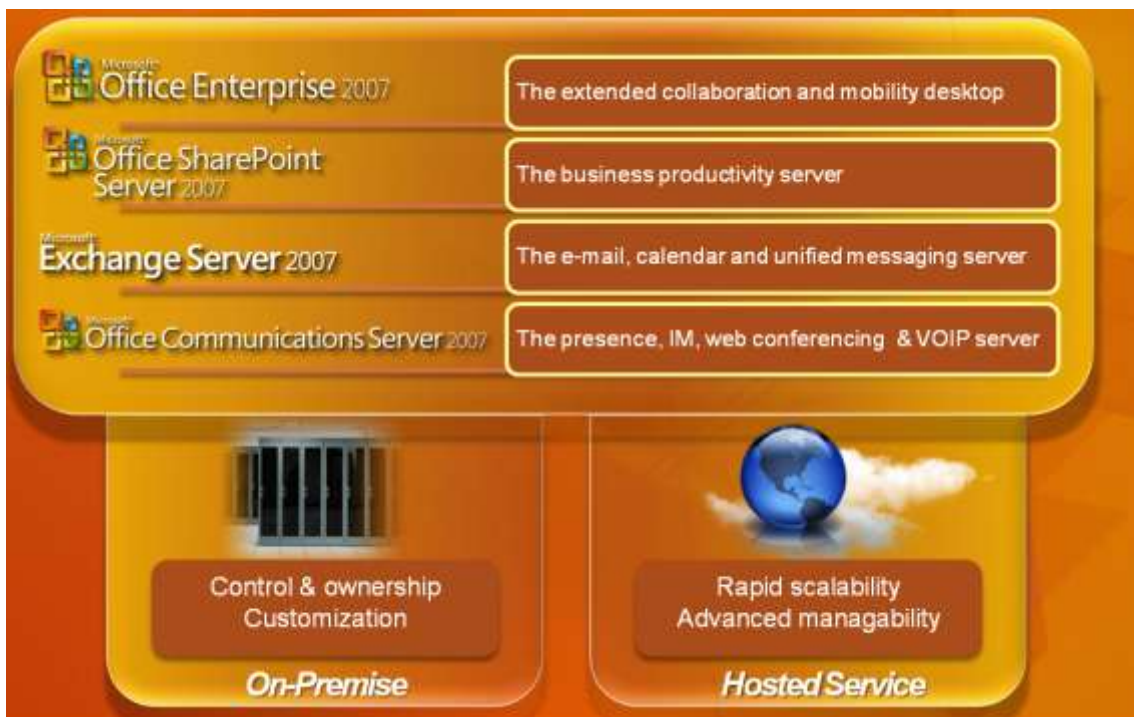 Microsoft®
Office Enterprise 2007
The extended collaboration and mobility desktop
Microsoft®
Office SharePoint
Server 2007
The business productivity server
Microsoft®
Exchange Server 2007
The e-mail, calendar and unified messaging server
Microsoft®
Office Communications Server 2007
The presence, IM, web conferencing & VOIP server
Control & ownership
Customization
On-Premise
Rapid scalability
Advanced managability
Hosted Service